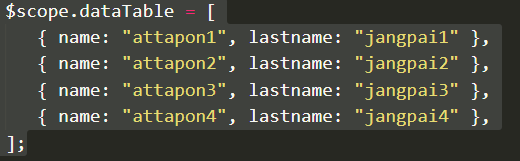 $scope.dataTable = [
{ name: "attapon1", lastname: "jangpai1" },
{ name: "attapon2", lastname: "jangpai2" },
{ name: "attapon3", lastname: "jangpai3" },
{ name: "attapon4", lastname: "jangpai4" },
];